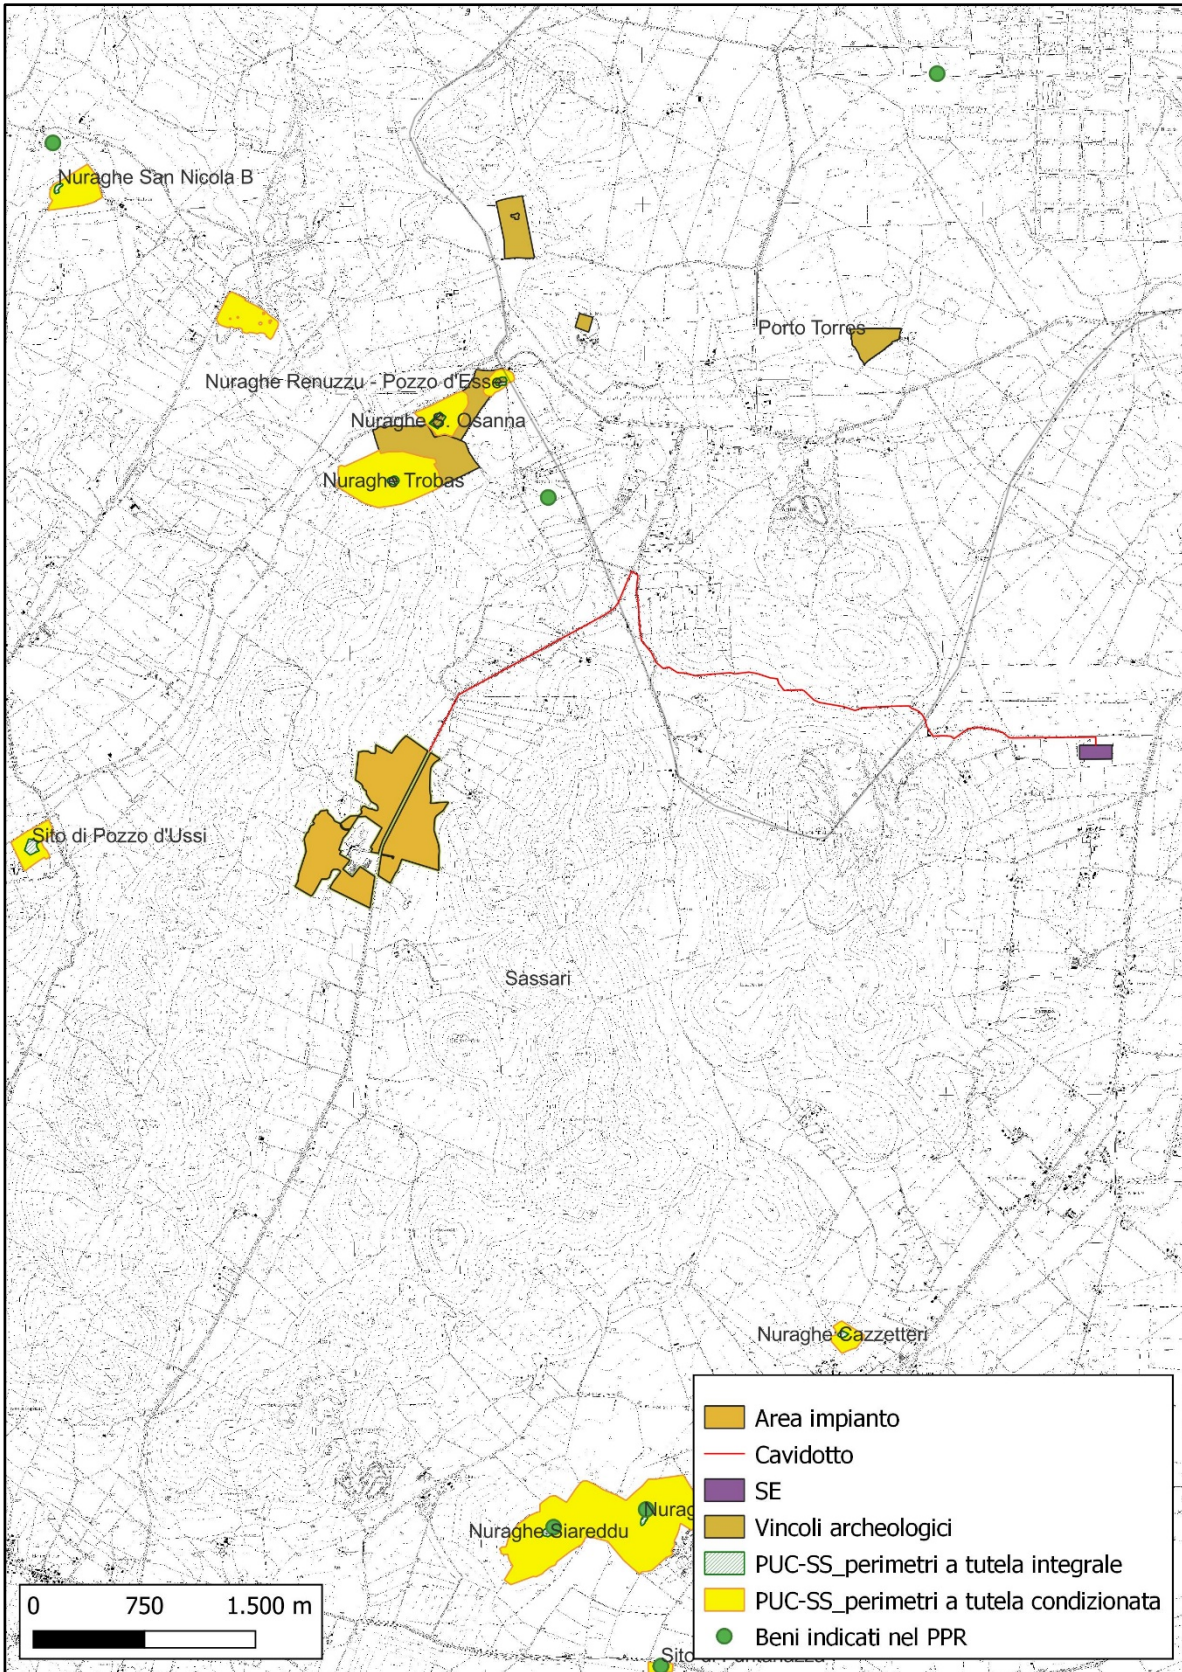 Nuraghe San Nicola B
Porto Torres
Nuraghe Renuzzu - Pozzo d'Essa
Nuraghe S. Osanna
Nuraghe Trobas
Sito di Pozzo d'Ussi
Sassari
Nuraghe Cazzetteri
Nuraghe Siareddu
Area impianto
Cavidotto
SE
Vincoli archeologici
PUC-SS_perimetri a tutela integrale
PUC-SS_perimetri a tutela condizionata
Beni indicati nel PPR
0 750 1.500 m